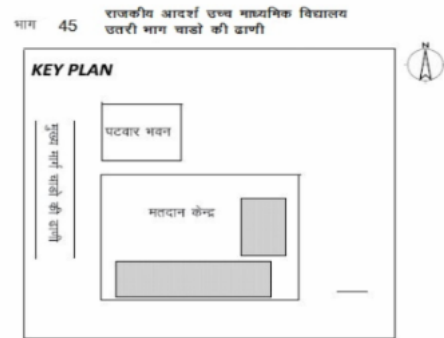 भाग 45 राजकीय आदर्श उच्च माध्यमिक विद्यालय
उतरी भाग चाडो की ढाणी
N
KEY PLAN
पटवार भवन
मुख्य मार्ग चाडो की ढाणी
मतदान केन्द्र